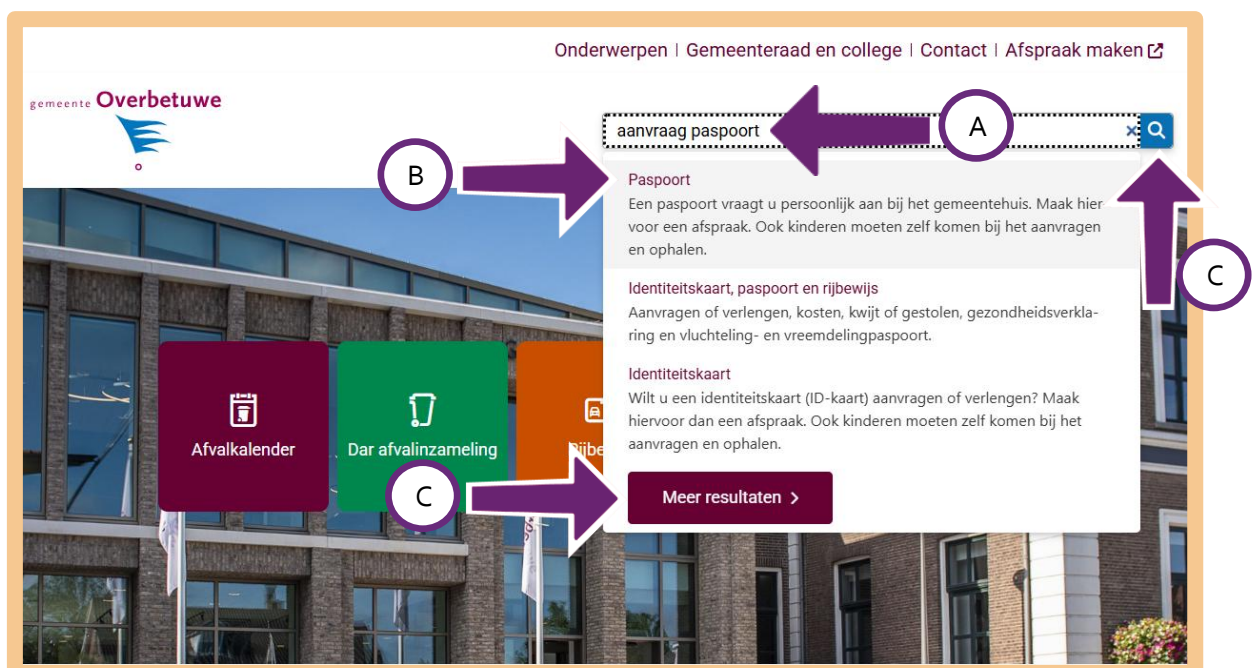 Onderwerpen | Gemeenteraad en college | Contact | Afspraak maken
gemeente Overbetuwe
aanvraag paspoort
A
B
Paspoort
Een paspoort vraagt u persoonlijk aan bij het gemeentehuis. Maak hier
voor een afspraak. Ook kinderen moeten zelf komen bij het aanvragen
en ophalen.
C
Identiteitskaart, paspoort en rijbewijs
Aanvragen of verlengen, kosten, kwijt of gestolen, gezondheidsverkla-
ring en vluchteling- en vreemdelingpaspoort.
Identiteitskaart
Wilt u een identiteitskaart (ID-kaart) aanvragen of verlengen? Maak
hiervoor dan een afspraak. Ook kinderen moeten zelf komen bij het
aanvragen en ophalen.
Afvalkalender
Dar afvalinzameling
C
Meer resultaten